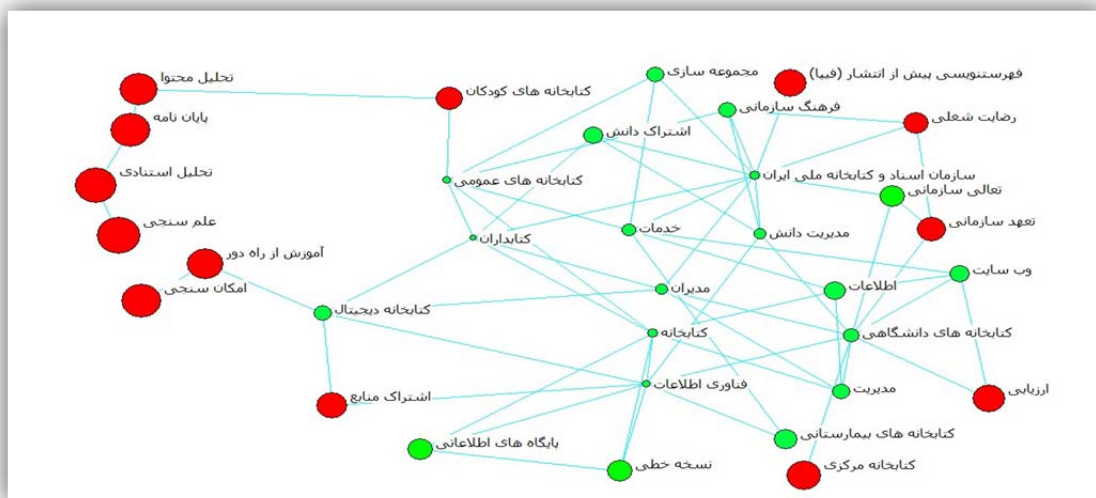 تحلیل محتوا
پایان نامه
تحلیل استنادی
علم سنجی
آموزش از راه دور
امکان سنجی
کتابخانه های کودکان
کتابخانه های عمومی
کتابداران
کتابخانه دیجیتال
اشتراک منابع
پایگاه های اطلاعاتی
مجموعه سازی
فهرستنویسی پیش از انتشار (فیپا)
فرهنگ سازمانی
رضایت شغلی
اشتراک دانش
سازمان اسناد و کتابخانه ملی ایران
تعالی سازمانی
تعهد سازمانی
خدمات
مدیریت دانش
وب سایت
مدیران
اطلاعات
کتابخانه
کتابخانه های دانشگاهی
فناوری اطلاعات
مدیریت
ارزیابی
کتابخانه های بیمارستانی
نسخه خطی
کتابخانه مرکزی